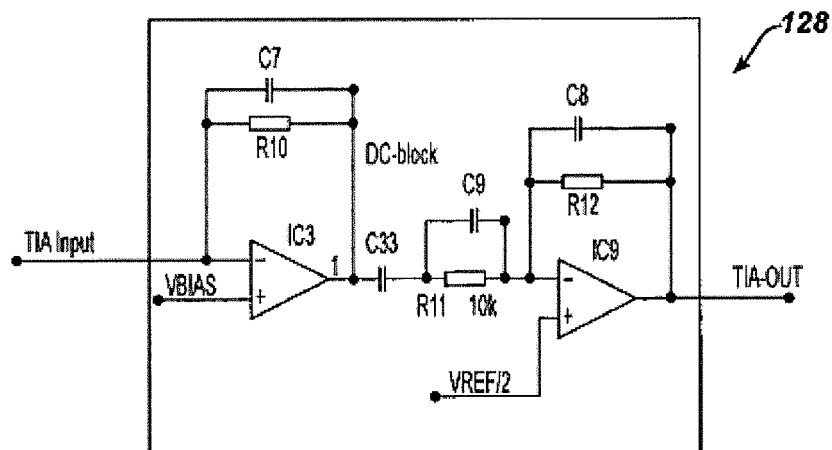 128
C7
R10
DC-block
C8
C9
R12
TIA Input
IC3
1
C33
IC9
VBIAS
R11
10k
TIA-OUT
VREF/2